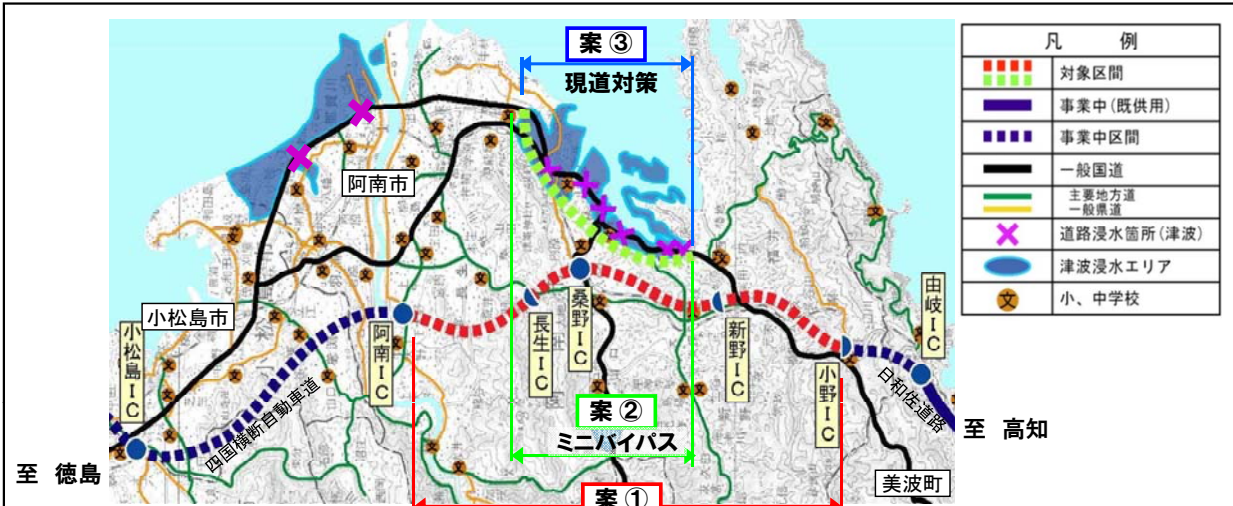 案 ③
現道対策
凡 例
対象区間
事業中(既供用)
事業中区間
一般国道
主要地方道
一般県道
道路浸水箇所(津波)
津波浸水エリア
文
小、中学校
阿南市
小松島市
小松島IC
阿南IC
長生IC
桑野IC
新野IC
小野IC
由岐IC
四国横断自動車道
日和佐道路
案 ②
ミニバイパス
案 ①
至 徳島
至 高知
美波町